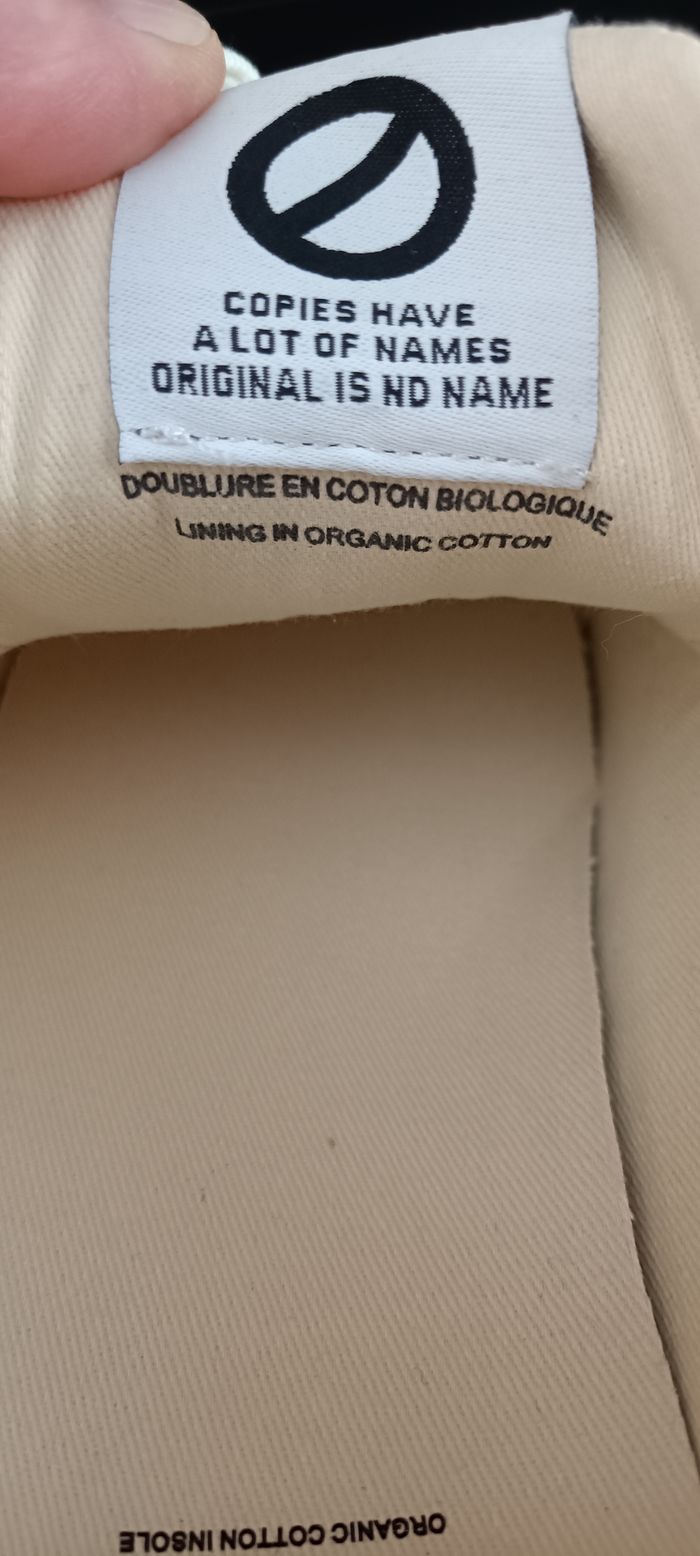 COPIES HAVE
A LOT OF NAMES
ORIGINAL IS NO NAME
DOUBLURE EN COTON BIOLOGIQUE
LINING IN ORGANIC COTTON
ORGANIC COTTON INSOLE